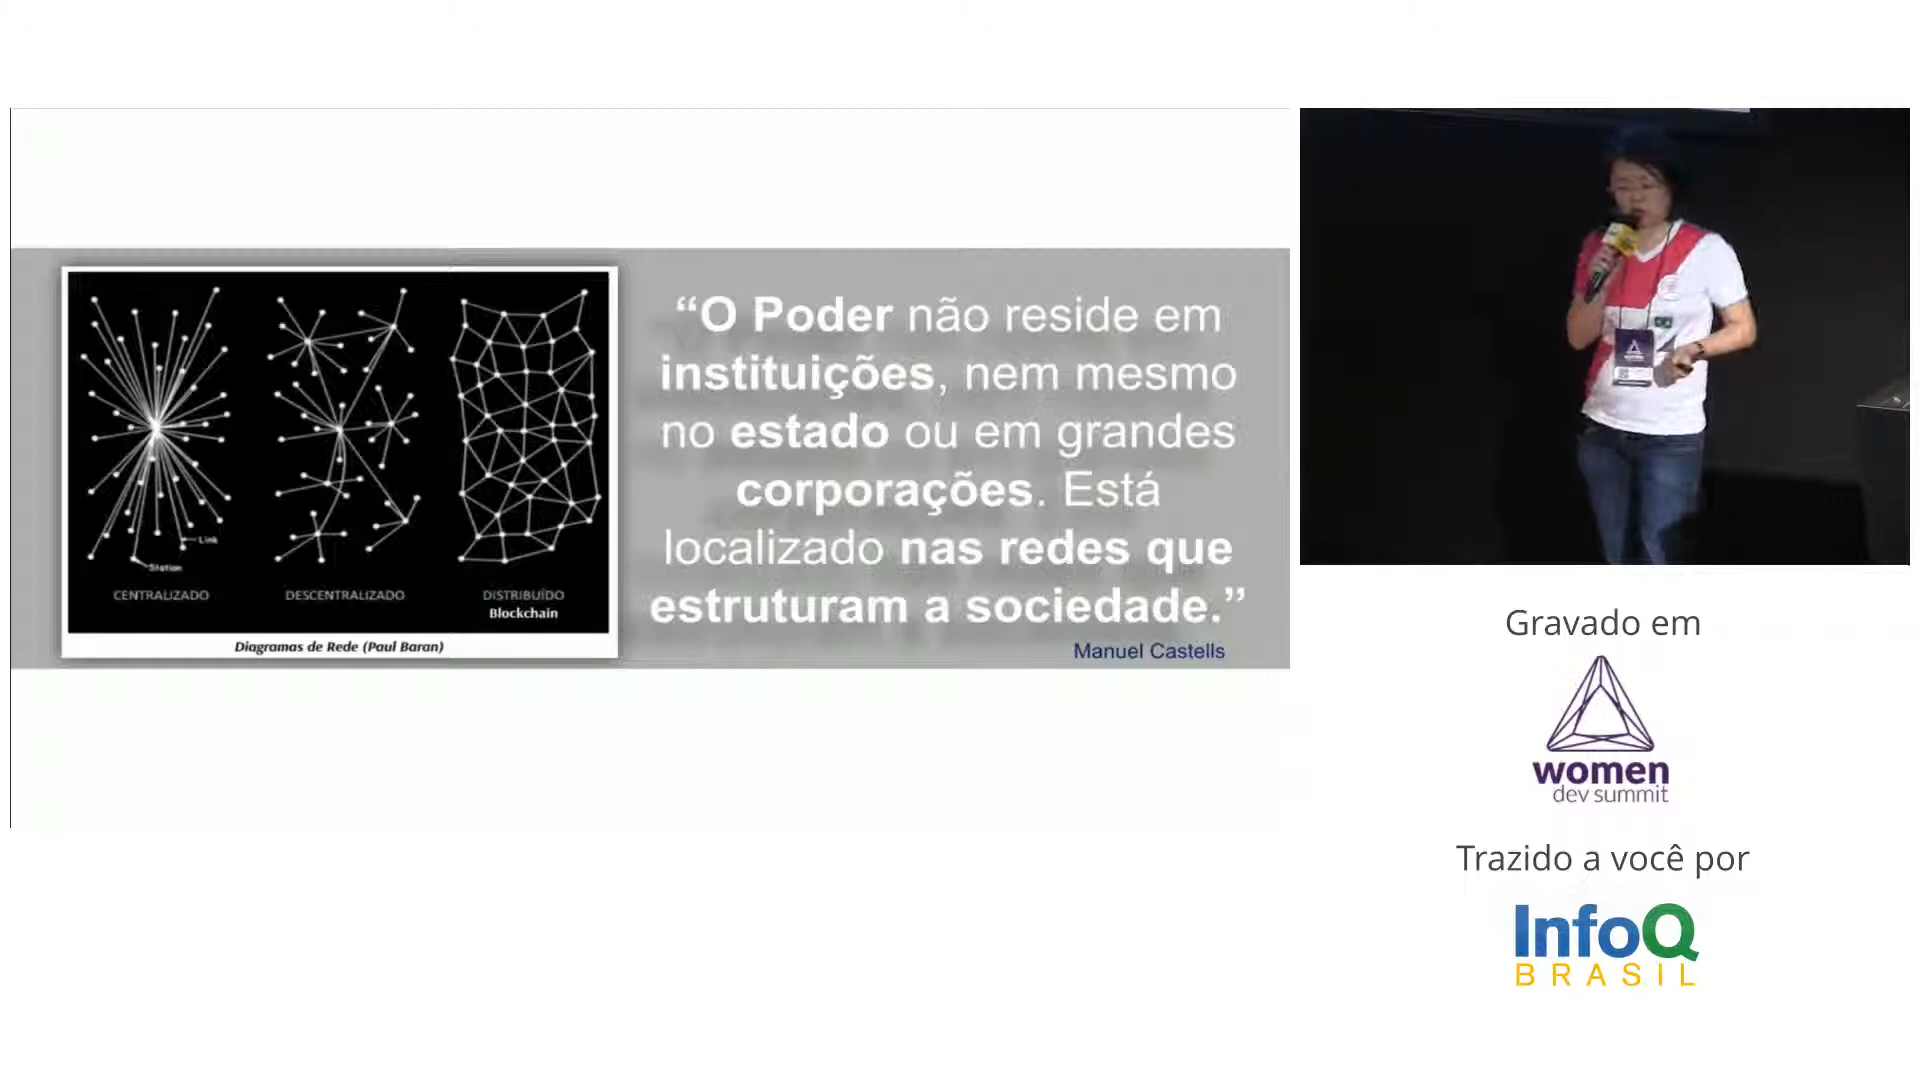 “O Poder não reside em
instituições, nem mesmo
no estado ou em grandes
corporações. Está
localizado nas redes que
estruturam a sociedade.”
Manuel Castells
Link
Station
CENTRALIZADO
DESCENTRALIZADO
DISTRIBUÍDO
Blockchain
Diagramas de Rede (Paul Baran)
Gravado em
women
dev summit
Trazido a você por
InfoQ
BRASIL